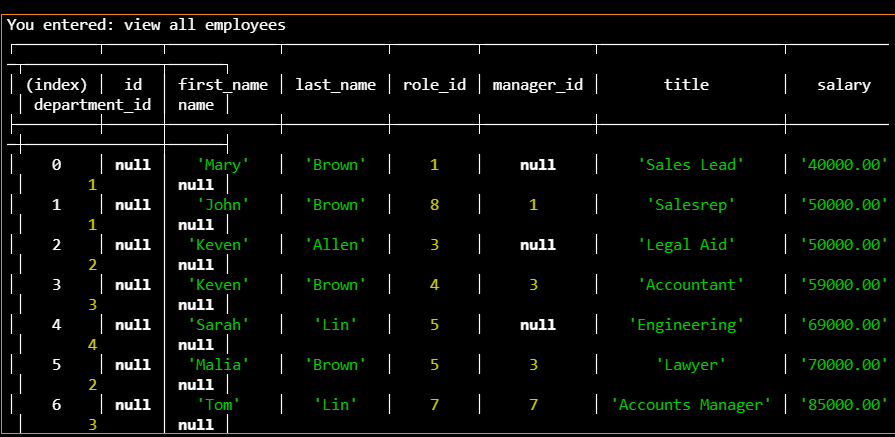 You entered: view all employees
(index) id first_name last_name role_id manager_id title salary
department_id name
0 null 'Mary' 'Brown' 1 null 'Sales Lead' '40000.00'
1 null
1 null 'John' 'Brown' 8 1 'Salesrep' '50000.00'
1 null
2 null 'Keven' 'Allen' 3 null 'Legal Aid' '50000.00'
2 null
3 null 'Keven' 'Brown' 4 3 'Accountant' '59000.00'
3 null
4 null 'Sarah' 'Lin' 5 null 'Engineering' '69000.00'
4 null
5 null 'Malia' 'Brown' 5 3 'Lawyer' '70000.00'
2 null
6 null 'Tom' 'Lin' 7 7 'Accounts Manager' '85000.00'
3 null